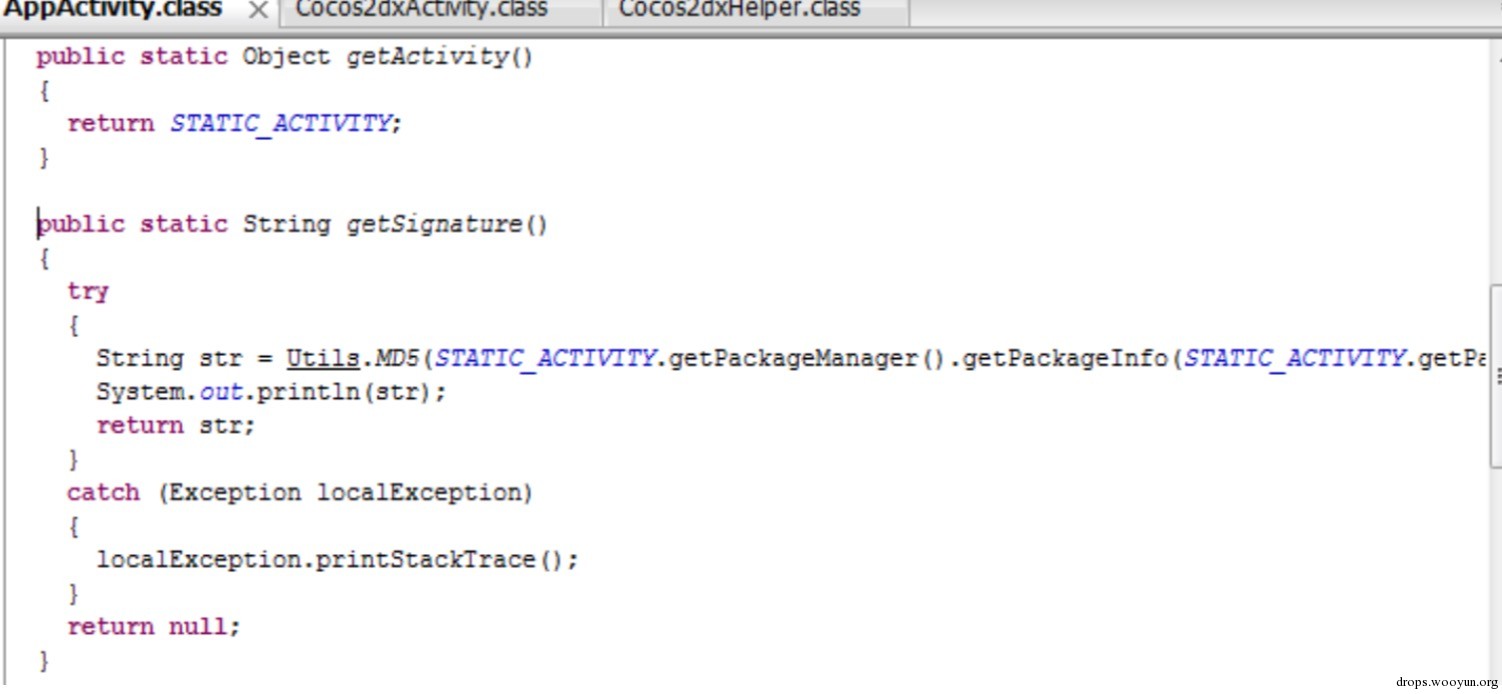 AppActivity.class Cocos2dxActivity.class Cocos2dxHelper.class
public static Object getActivity()
{
return STATIC_ACTIVITY;
}
public static String getSignature()
{
try
{
String str = Utils.MD5(STATIC_ACTIVITY.getPackageManager().getPackageInfo(STATIC_ACTIVITY.getPa
System.out.println(str);
return str;
}
catch (Exception localException)
{
localException.printStackTrace();
}
return null;
}
drops.wooyun.org